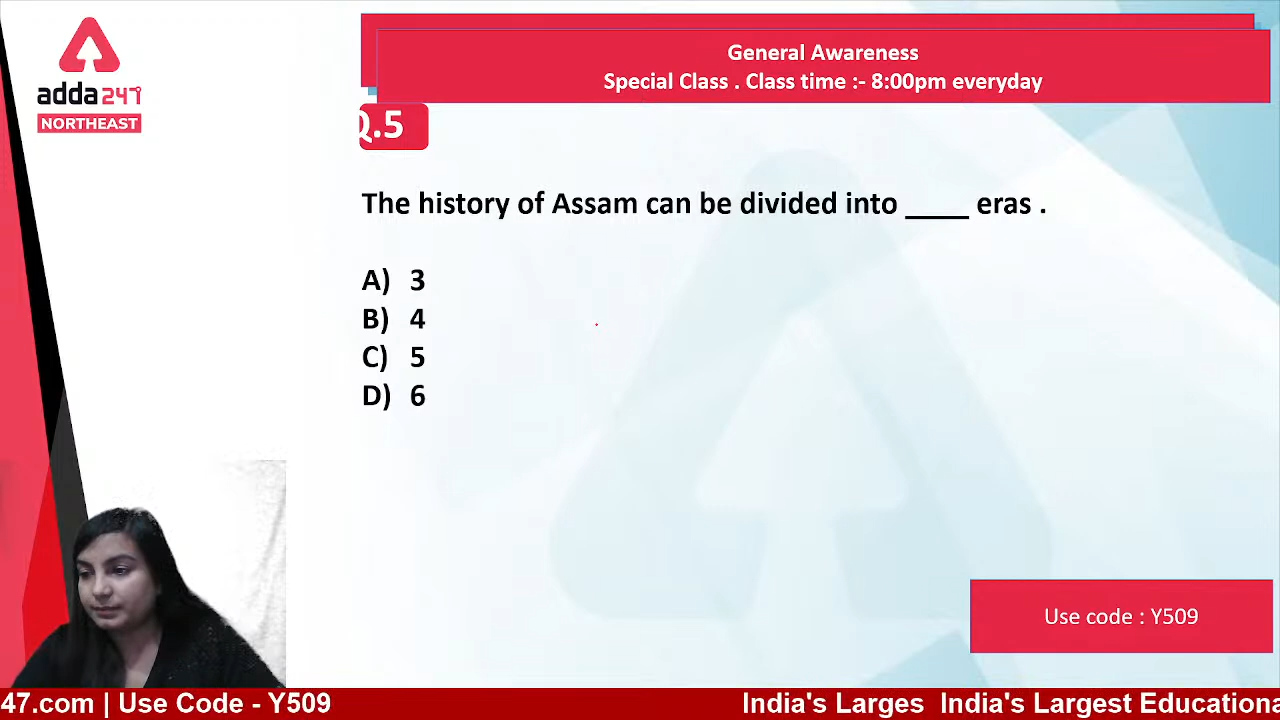 General Awareness
Special Class . Class time :- 8:00pm everyday
adda247
NORTHEAST
Q.5
The history of Assam can be divided into ____ eras .
A) 3
B) 4
C) 5
D) 6
Use code : Y509
47.com | Use Code - Y509
India's Larges India's Largest Educationa